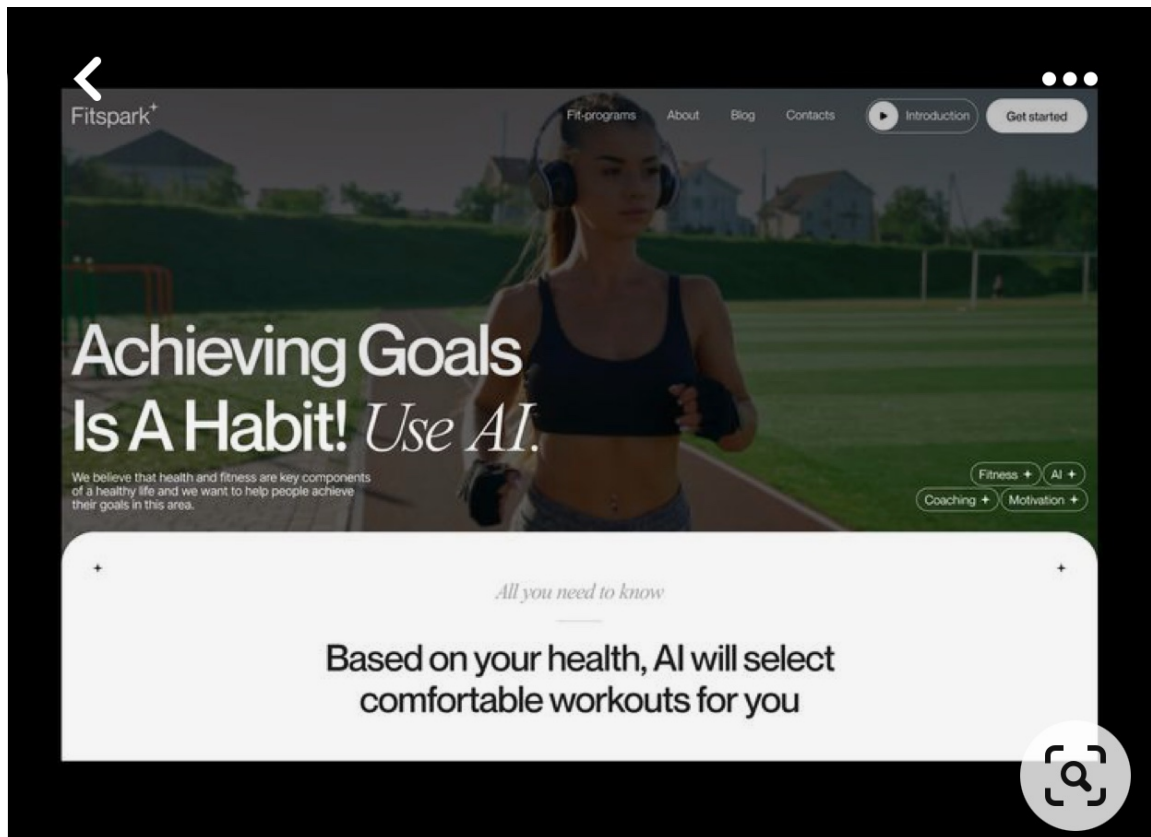 Fitspark
Fit-programs About Blog Contacts Introduction Get started
Achieving Goals
Is A Habit! Use AI.
We believe that health and fitness are key components
of a healthy life and we want to help people achieve
their goals in this area.
Fitness + AI +
Coaching + Motivation +
All you need to know
Based on your health, AI will select
comfortable workouts for you